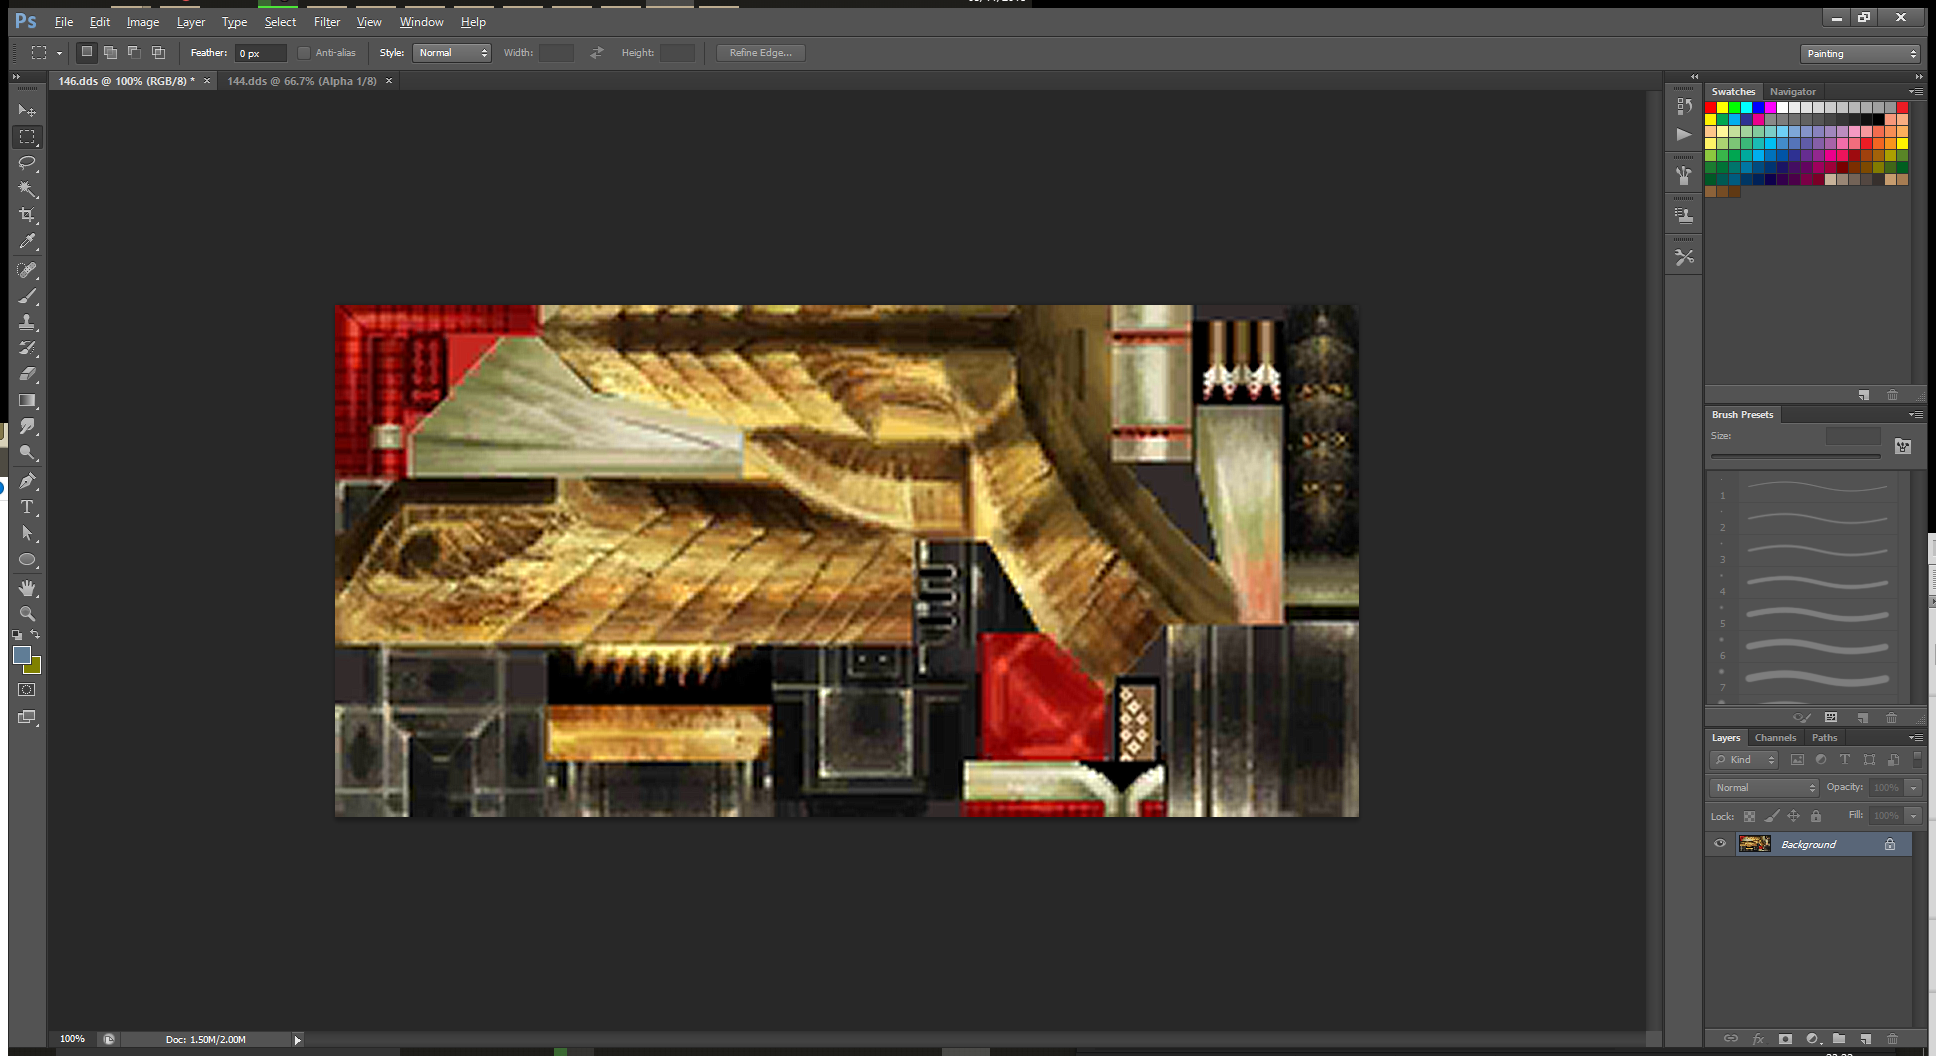 Ps File Edit Image Layer Type Select Filter View Window Help
Feather: 0 px Anti-alias Style: Normal Width: Height: Refine Edge... Painting
146.dds @ 100% (RGB/8) * × 144.dds @ 66.7% (Alpha 1/8) ×
Swatches Navigator
Brush Presets
Size:
1
2
3
4
5
6
7
Layers Channels Paths
Kind
Normal Opacity: 100%
Lock: Fill: 100%
Background
100% Doc: 1.50M/2.00M